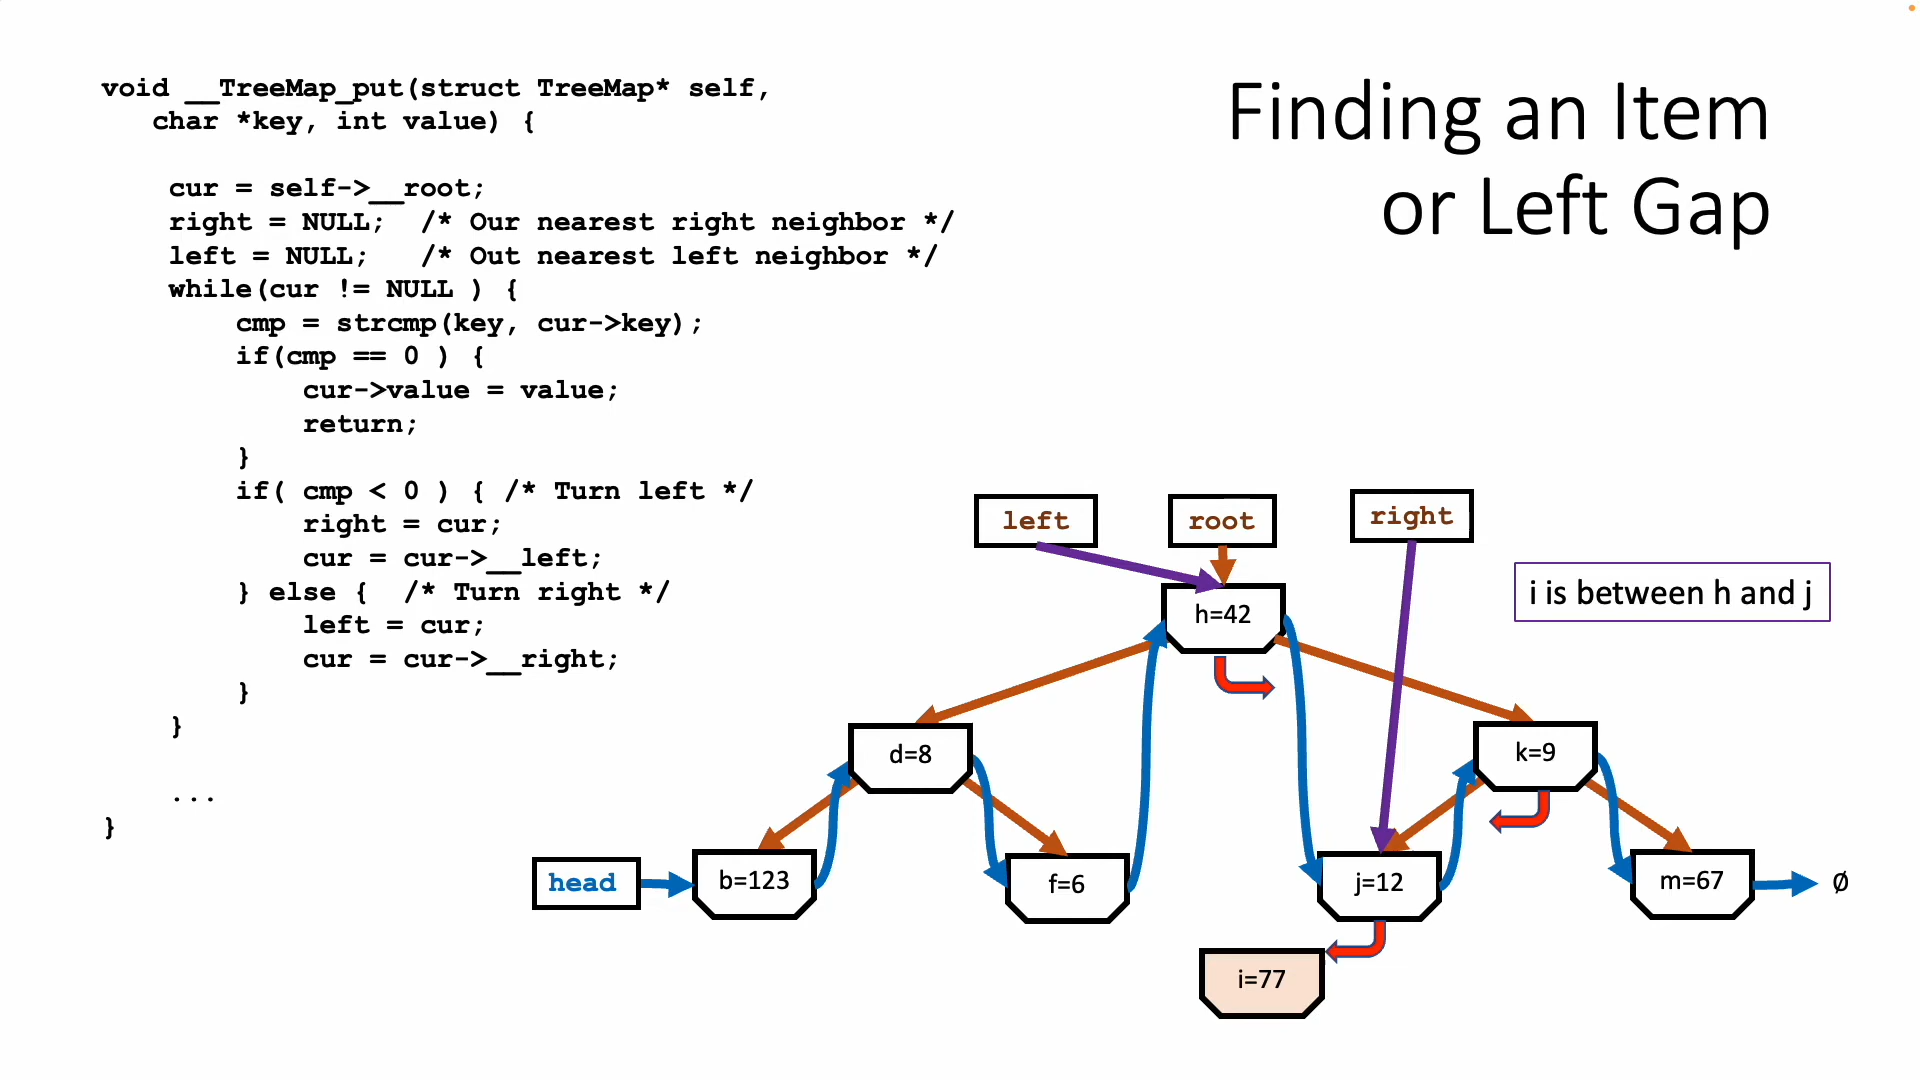 Finding an Item
or Left Gap
void __TreeMap_put(struct TreeMap* self,
char *key, int value) {
cur = self->__root;
right = NULL; /* Our nearest right neighbor */
left = NULL; /* Out nearest left neighbor */
while(cur != NULL ) {
cmp = strcmp(key, cur->key);
if(cmp == 0 ) {
cur->value = value;
return;
}
if( cmp < 0 ) { /* Turn left */
right = cur;
cur = cur->__left;
} else { /* Turn right */
left = cur;
cur = cur->__right;
}
}
...
}
left
root
right
i is between h and j
h=42
d=8
k=9
head
b=123
f=6
j=12
m=67
∅
i=77